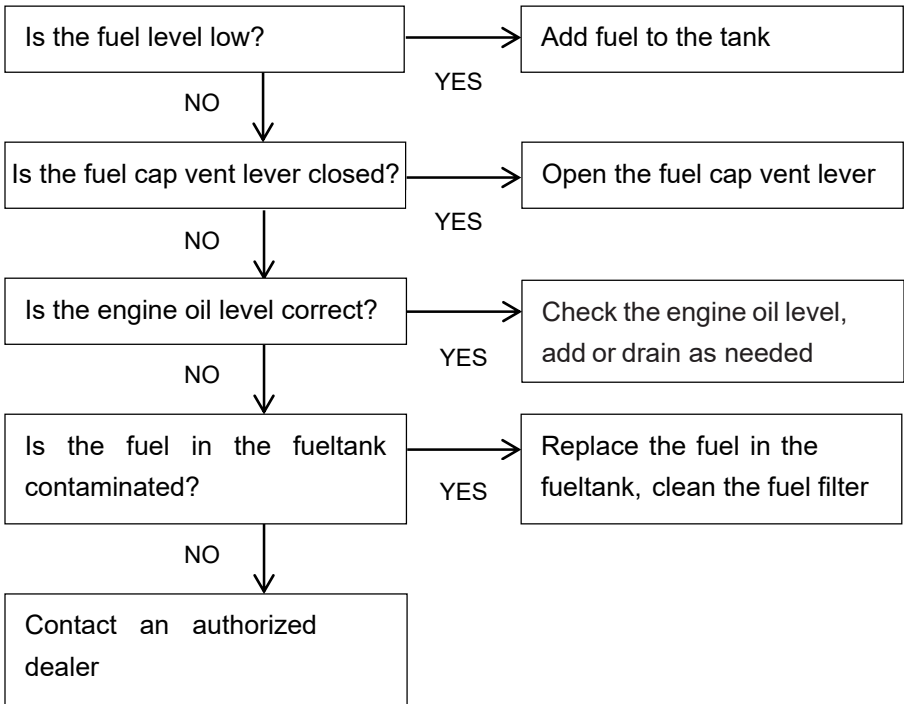 Is the fuel level low?
Add fuel to the tank
YES
NO
Is the fuel cap vent lever closed?
Open the fuel cap vent lever
YES
NO
Is the engine oil level correct?
Check the engine oil level,
add or drain as needed
YES
NO
Is the fuel in the fueltank
contaminated?
Replace the fuel in the
fueltank, clean the fuel filter
YES
NO
Contact an authorized
dealer